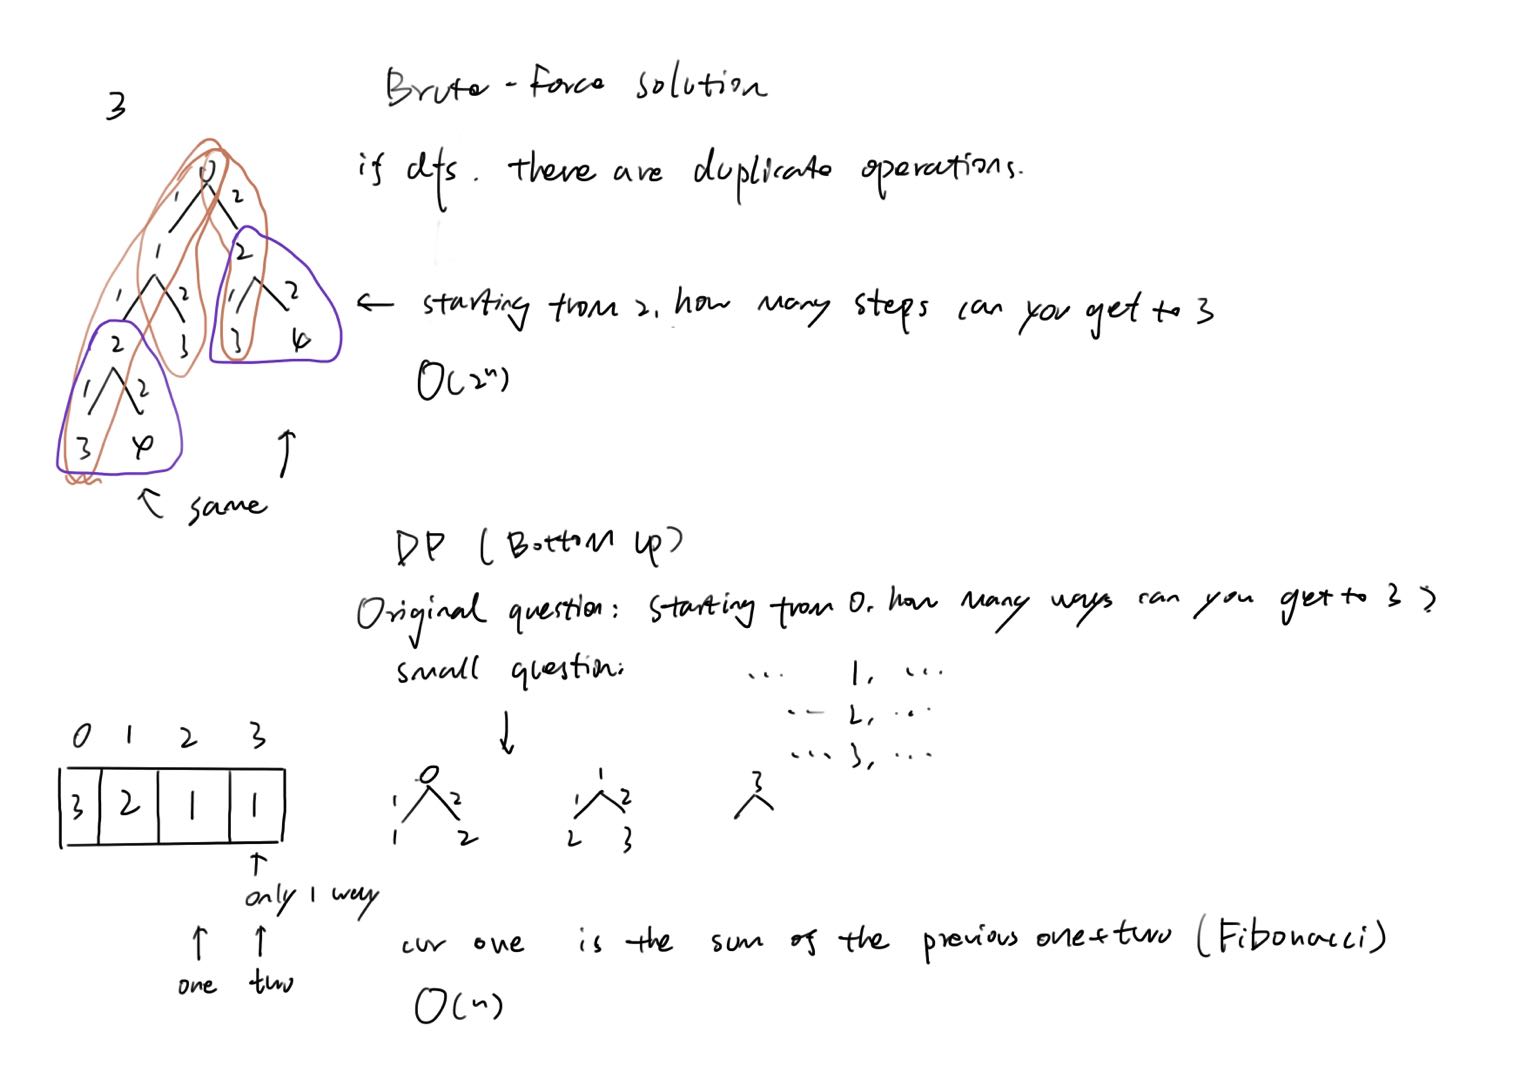 3
Brute-Force solution
if dfs. there are duplicate operations.
0
1 2
1
2
1 2
1 2
2 3
3 4
1 2
3 4
← starting from 2, how many steps can you get to 3
O(2ⁿ)
↑
↖ same
DP (Bottom up)
Original question: starting from 0, how many ways can you get to 3 ?
small question: ... 1, ...
... 2, ...
... 3, ...
↓
0 1 2 3
3 2 1 1
0
1 2
1 2
1
1 2
2 3
3
↑
only 1 way
↑ ↑
one two
cur one is the sum of the previous one+two (Fibonacci)
O(n)